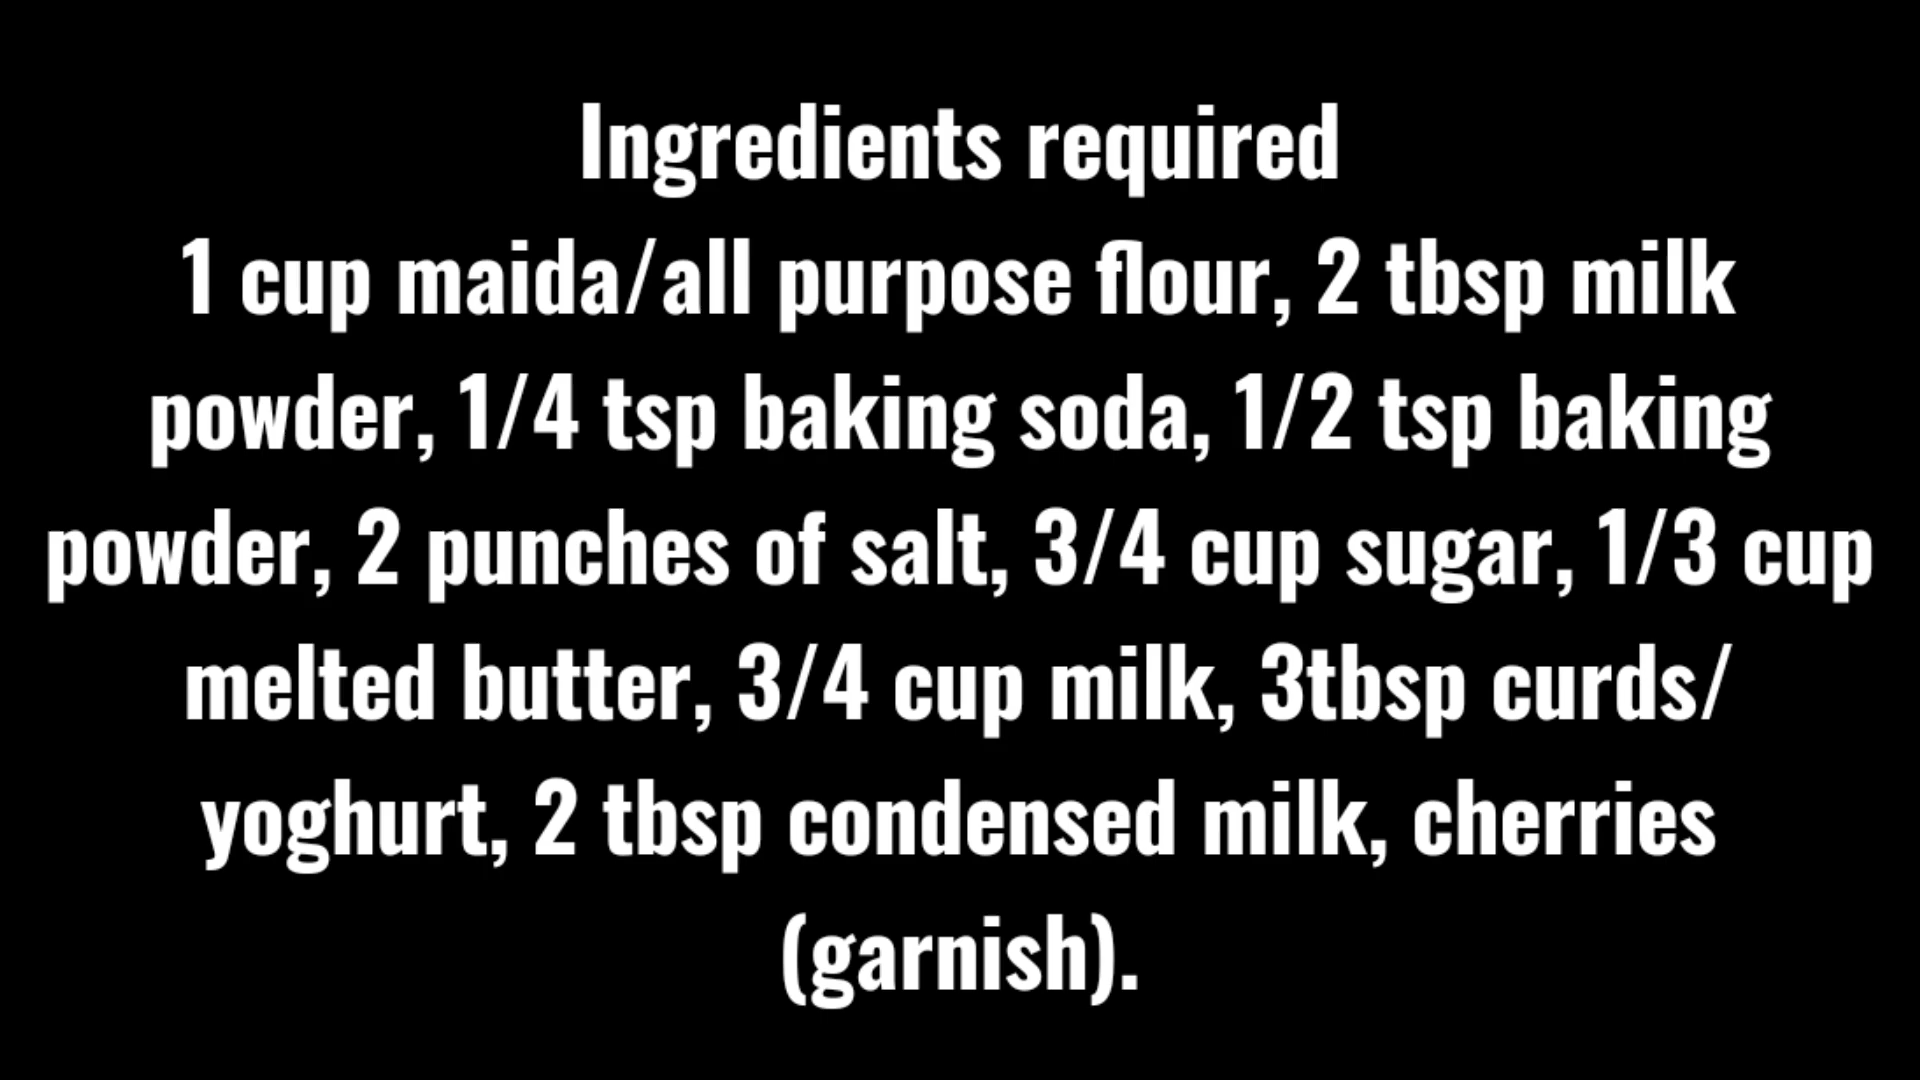 Ingredients required
1 cup maida/all purpose flour, 2 tbsp milk
powder, 1/4 tsp baking soda, 1/2 tsp baking
powder, 2 punches of salt, 3/4 cup sugar, 1/3 cup
melted butter, 3/4 cup milk, 3tbsp curds/
yoghurt, 2 tbsp condensed milk, cherries
(garnish).